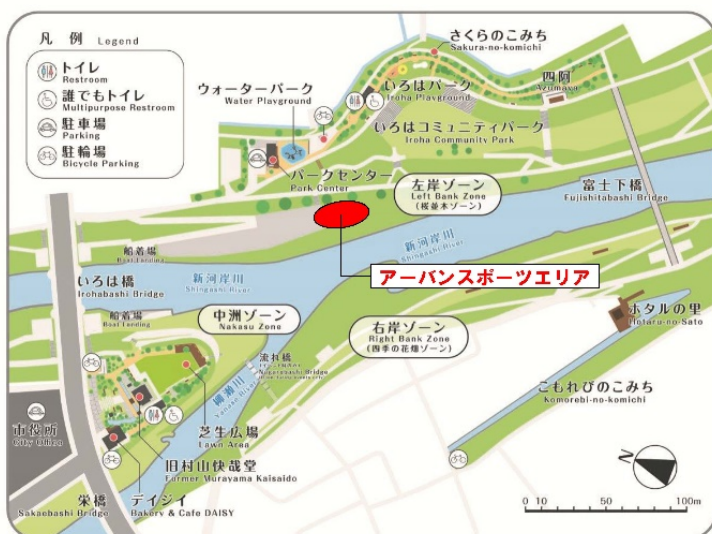 凡 例 Legend
トイレ
Restroom
誰でもトイレ
Multipurpose Restroom
駐車場
Parking
駐輪場
Bicycle Parking
さくらのこみち
Sakura-no-komichi
ウォーターパーク
Water Playground
いろはパーク
Iroha Playground
四阿
Azumaya
いろはコミュニティパーク
Iroha Community Park
パークセンター
Park Center
左岸ゾーン
Left Bank Zone
(桜並木ゾーン)
富士下橋
Fujishitabashi Bridge
船着場
Boat Landing
新河岸川
Shingashi River
新河岸川
Shingashi River
アーバンスポーツエリア
いろは橋
Irohabashi Bridge
船着場
Boat Landing
中洲ゾーン
Nakasu Zone
右岸ゾーン
Right Bank Zone
(四季の花畑ゾーン)
ホタルの里
Hotaru-no-Sato
流れ橋
Nagarebashi Bridge
柳瀬川
Yanase River
こもれびのこみち
Komorebi-no-komichi
市役所
City Office
芝生広場
Lawn Area
旧村山快哉堂
Former Murayama Kaisaido
栄橋
Sakaebashi Bridge
デイジイ
Bakery & Cafe DAISY
N
0 10 50 100m